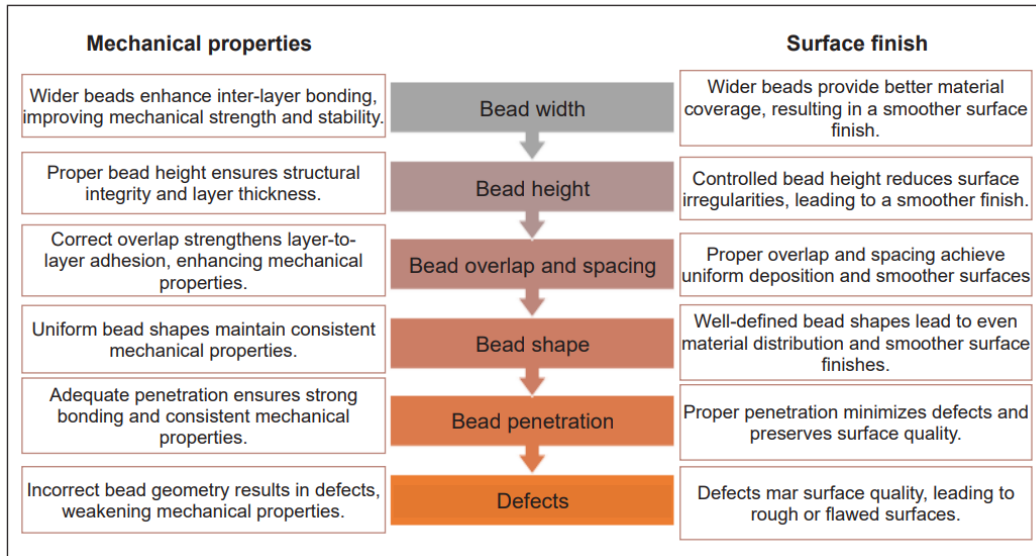 Mechanical properties
Surface finish
Wider beads enhance inter-layer bonding,
improving mechanical strength and stability.
Bead width
Wider beads provide better material
coverage, resulting in a smoother surface
finish.
Proper bead height ensures structural
integrity and layer thickness.
Bead height
Controlled bead height reduces surface
irregularities, leading to a smoother finish.
Correct overlap strengthens layer-to-
layer adhesion, enhancing mechanical
properties.
Bead overlap and spacing
Proper overlap and spacing achieve
uniform deposition and smoother surfaces
Uniform bead shapes maintain consistent
mechanical properties.
Bead shape
Well-defined bead shapes lead to even
material distribution and smoother surface
finishes.
Adequate penetration ensures strong
bonding and consistent mechanical
properties.
Bead penetration
Proper penetration minimizes defects and
preserves surface quality.
Incorrect bead geometry results in defects,
weakening mechanical properties.
Defects
Defects mar surface quality, leading to
rough or flawed surfaces.